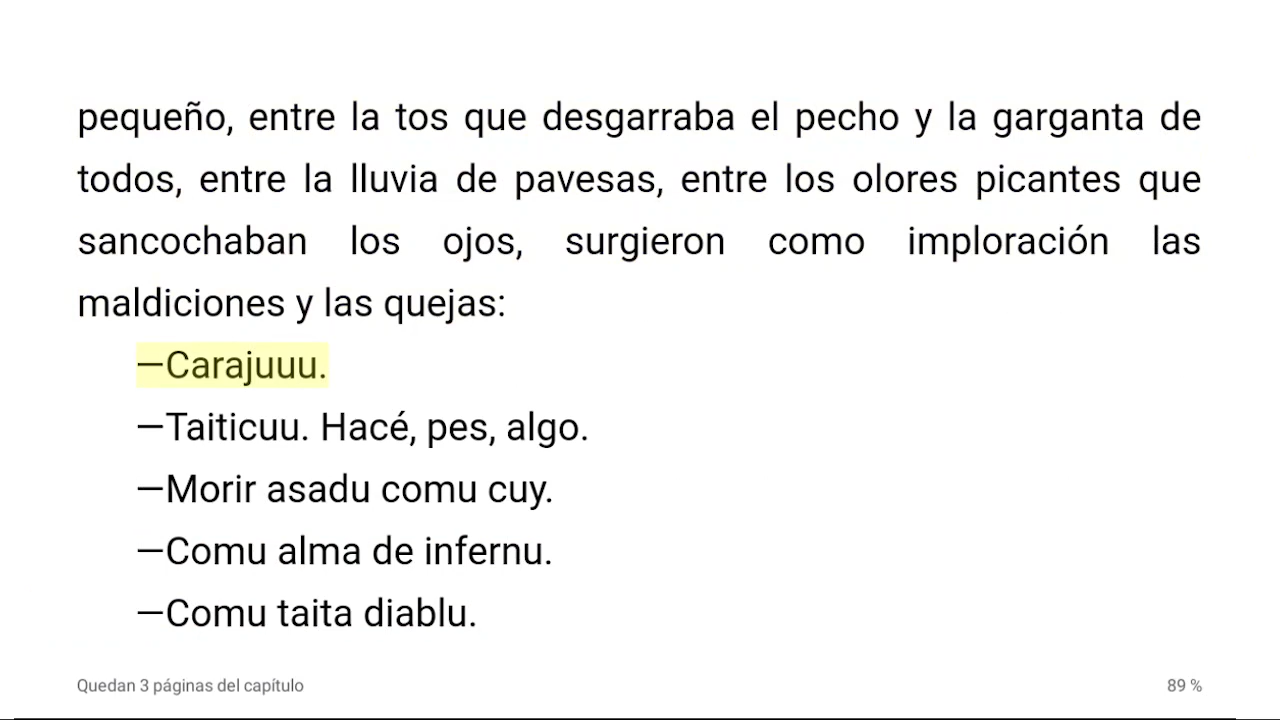 pequeño, entre la tos que desgarraba el pecho y la garganta de
todos, entre la lluvia de pavesas, entre los olores picantes que
sancochaban los ojos, surgieron como imploración las
maldiciones y las quejas:
—Carajuuu.
—Taiticuu. Hacé, pes, algo.
—Morir asadu comu cuy.
—Comu alma de infernu.
—Comu taita diablu.
Quedan 3 páginas del capítulo
89 %